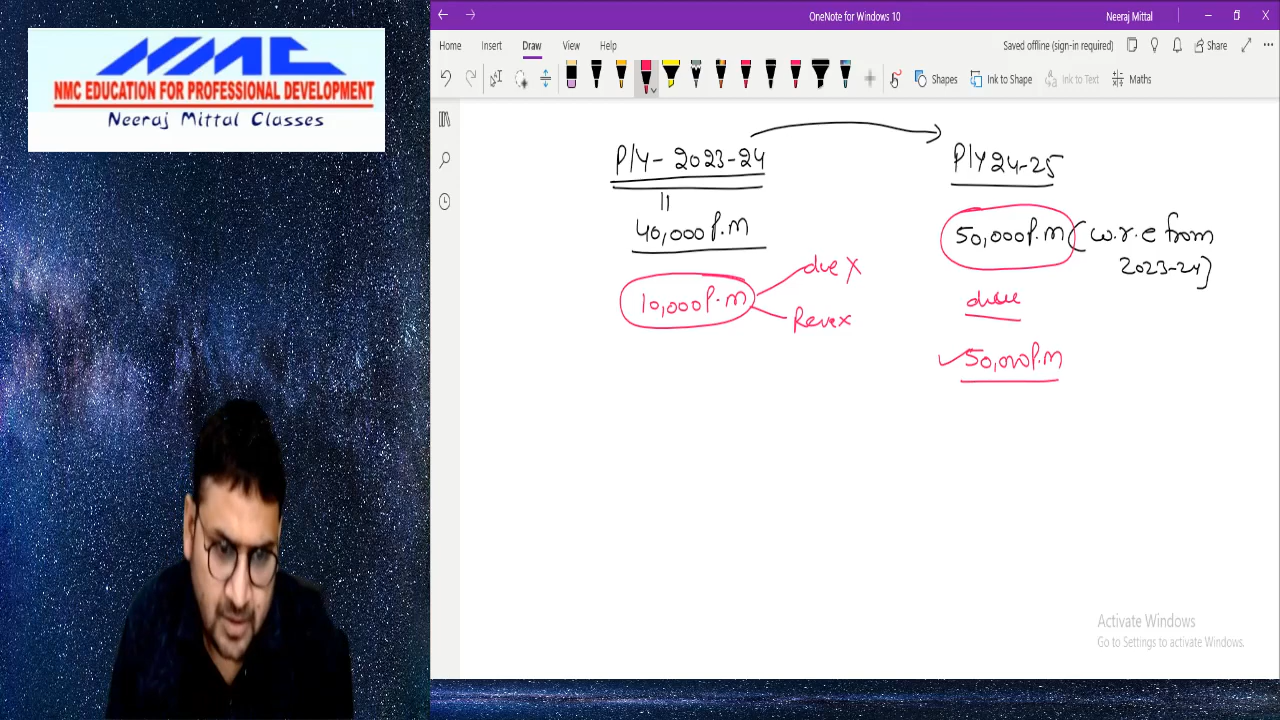 NMC
NMC EDUCATION FOR PROFESSIONAL DEVELOPMENT
Neeraj Mittal Classes
OneNote for Windows 10
Neeraj Mittal
Home Insert Draw View Help
Saved offline (sign-in required)
Share
Shapes
Ink to Shape
Ink to Text
Maths
P/Y- 2023-24
40,000 P.M
10,000 P.M
due X
Rece x
P/Y 24-25
50,000 P.M (w.r.e from
2023-24)
due
50,000 P.M
Activate Windows
Go to Settings to activate Windows.